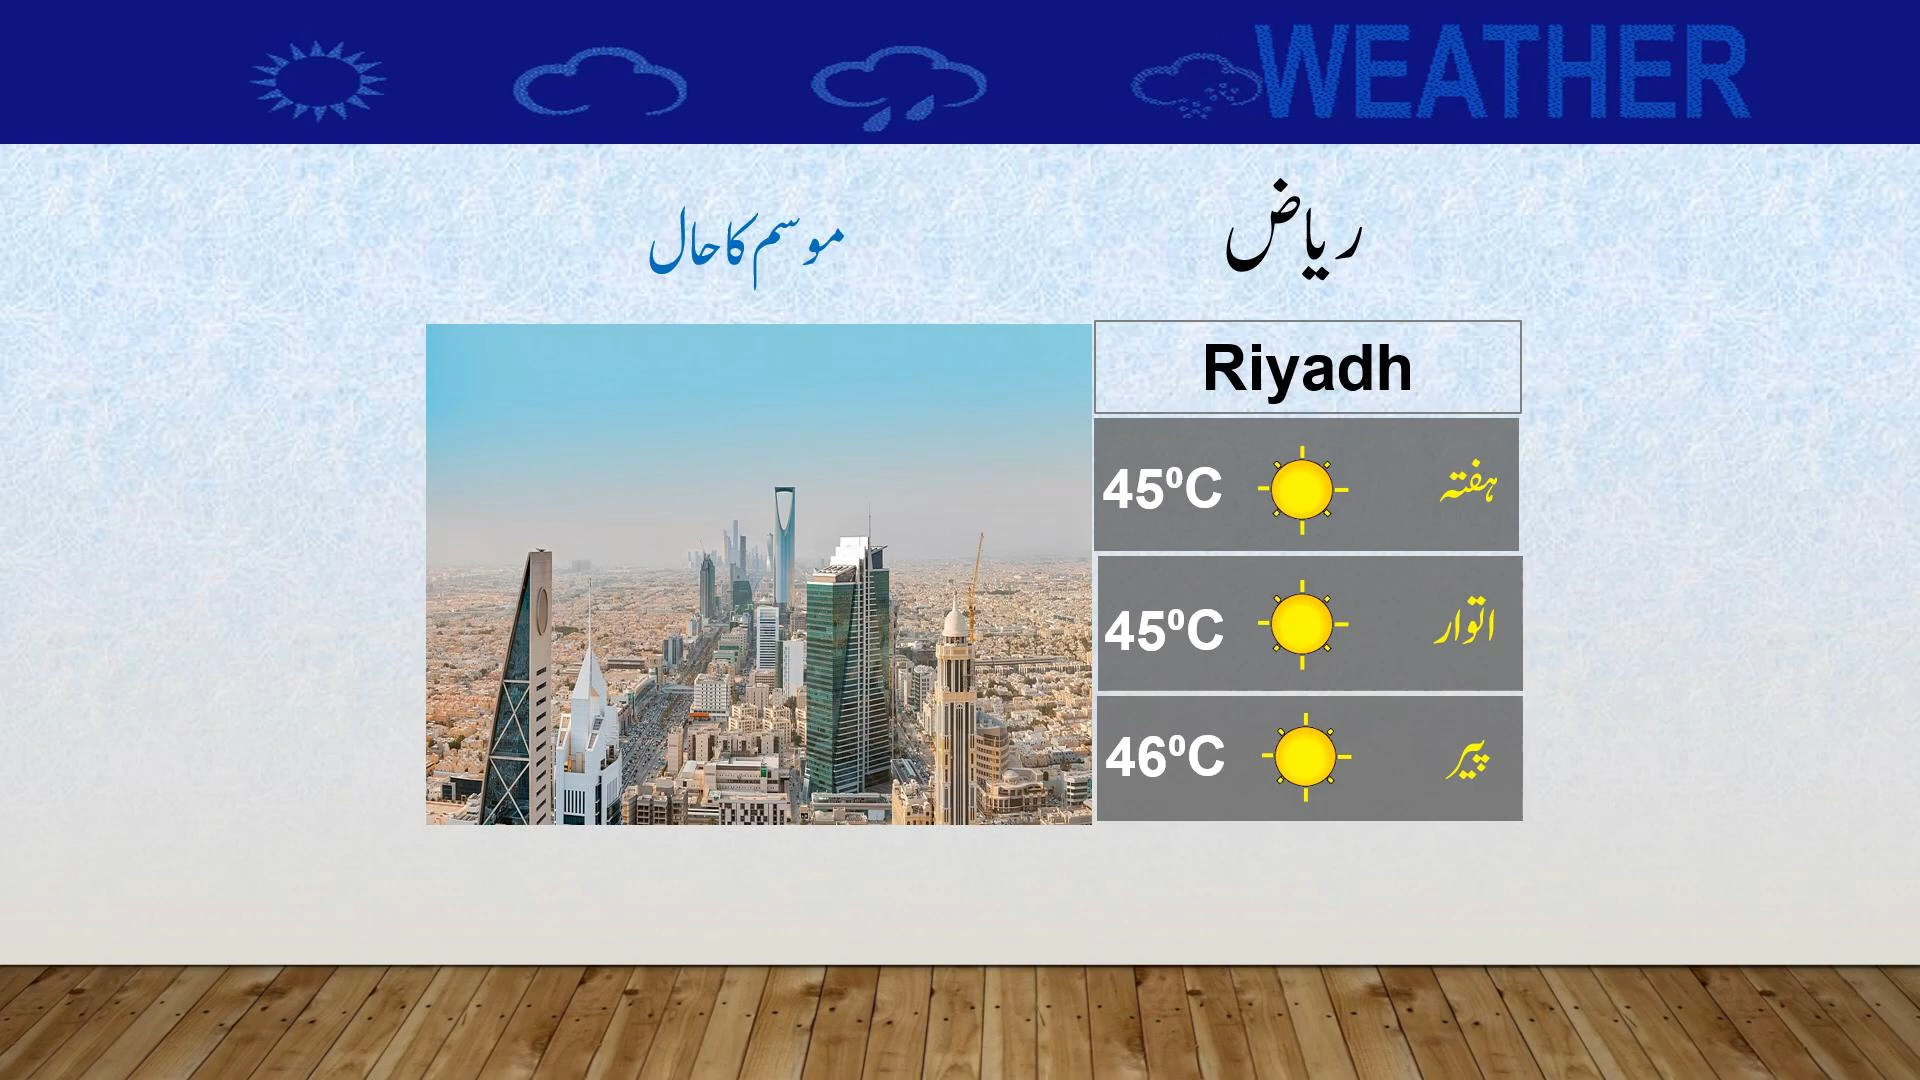 WEATHER
ریاض
موسم کا حال
Riyadh
45⁰C ہفتہ
45⁰C اتوار
46⁰C پیر